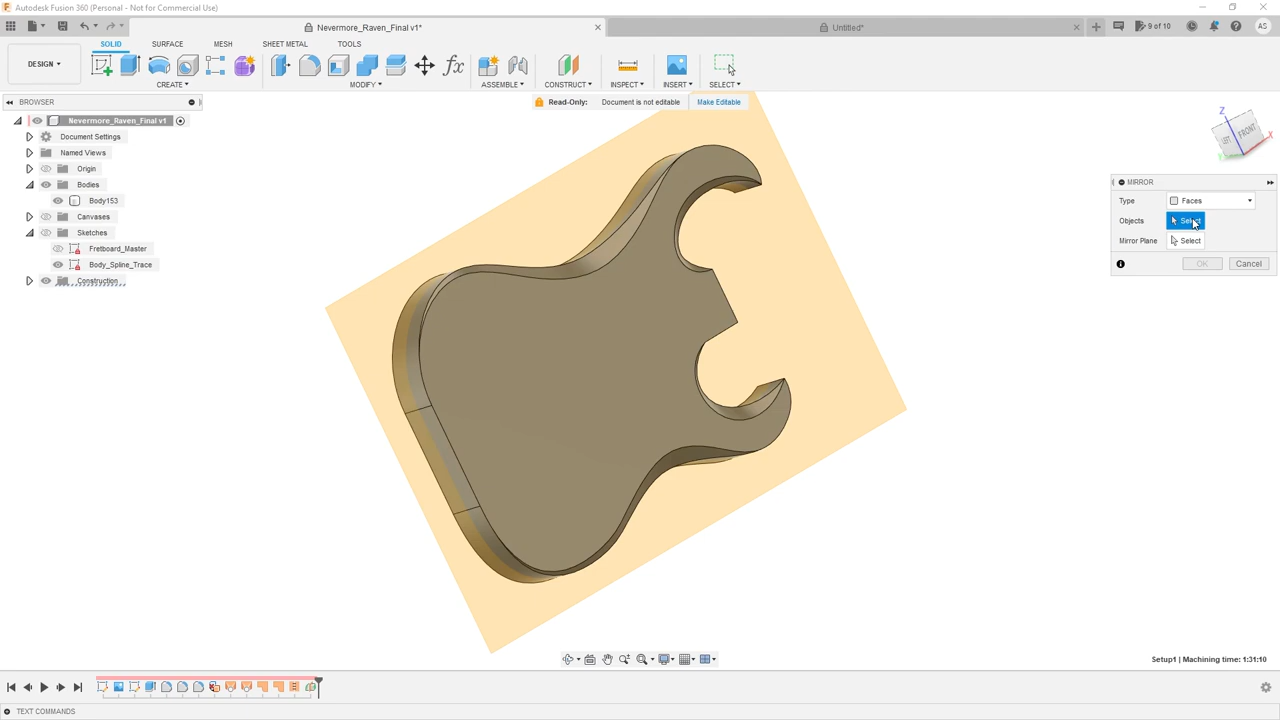 Autodesk Fusion 360 (Personal - Not for Commercial Use)
Nevermore_Raven_Final v1*
Untitled*
9 of 10
AS
DESIGN
SOLID SURFACE MESH SHEET METAL TOOLS
CREATE MODIFY ASSEMBLE CONSTRUCT INSPECT INSERT SELECT
BROWSER
Read-Only: Document is not editable Make Editable
Nevermore_Raven_Final v1
Document Settings
Named Views
Origin
Bodies
Body153
Canvases
Sketches
Fretboard_Master
Body_Spline_Trace
Construction
Z
LEFT FRONT
X
Y
MIRROR
Type Faces
Objects Select
Mirror Plane Select
OK Cancel
Setup1 | Machining time: 1:31:10
TEXT COMMANDS